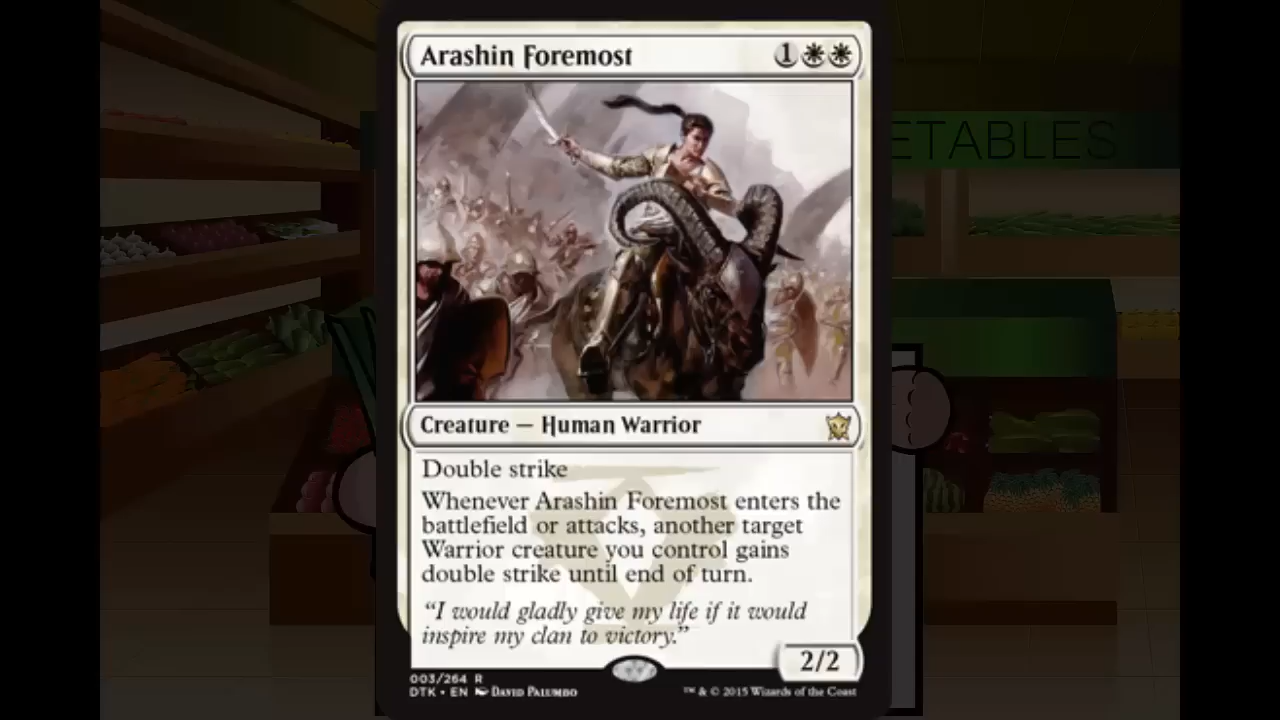 Arashin Foremost 1
ETABLES
Creature — Human Warrior
Double strike
Whenever Arashin Foremost enters the
battlefield or attacks, another target
Warrior creature you control gains
double strike until end of turn.
“I would gladly give my life if it would
inspire my clan to victory.”
2/2
003/264 R
DTK • EN DAVID PALUMBO
™ & © 2015 Wizards of the Coast